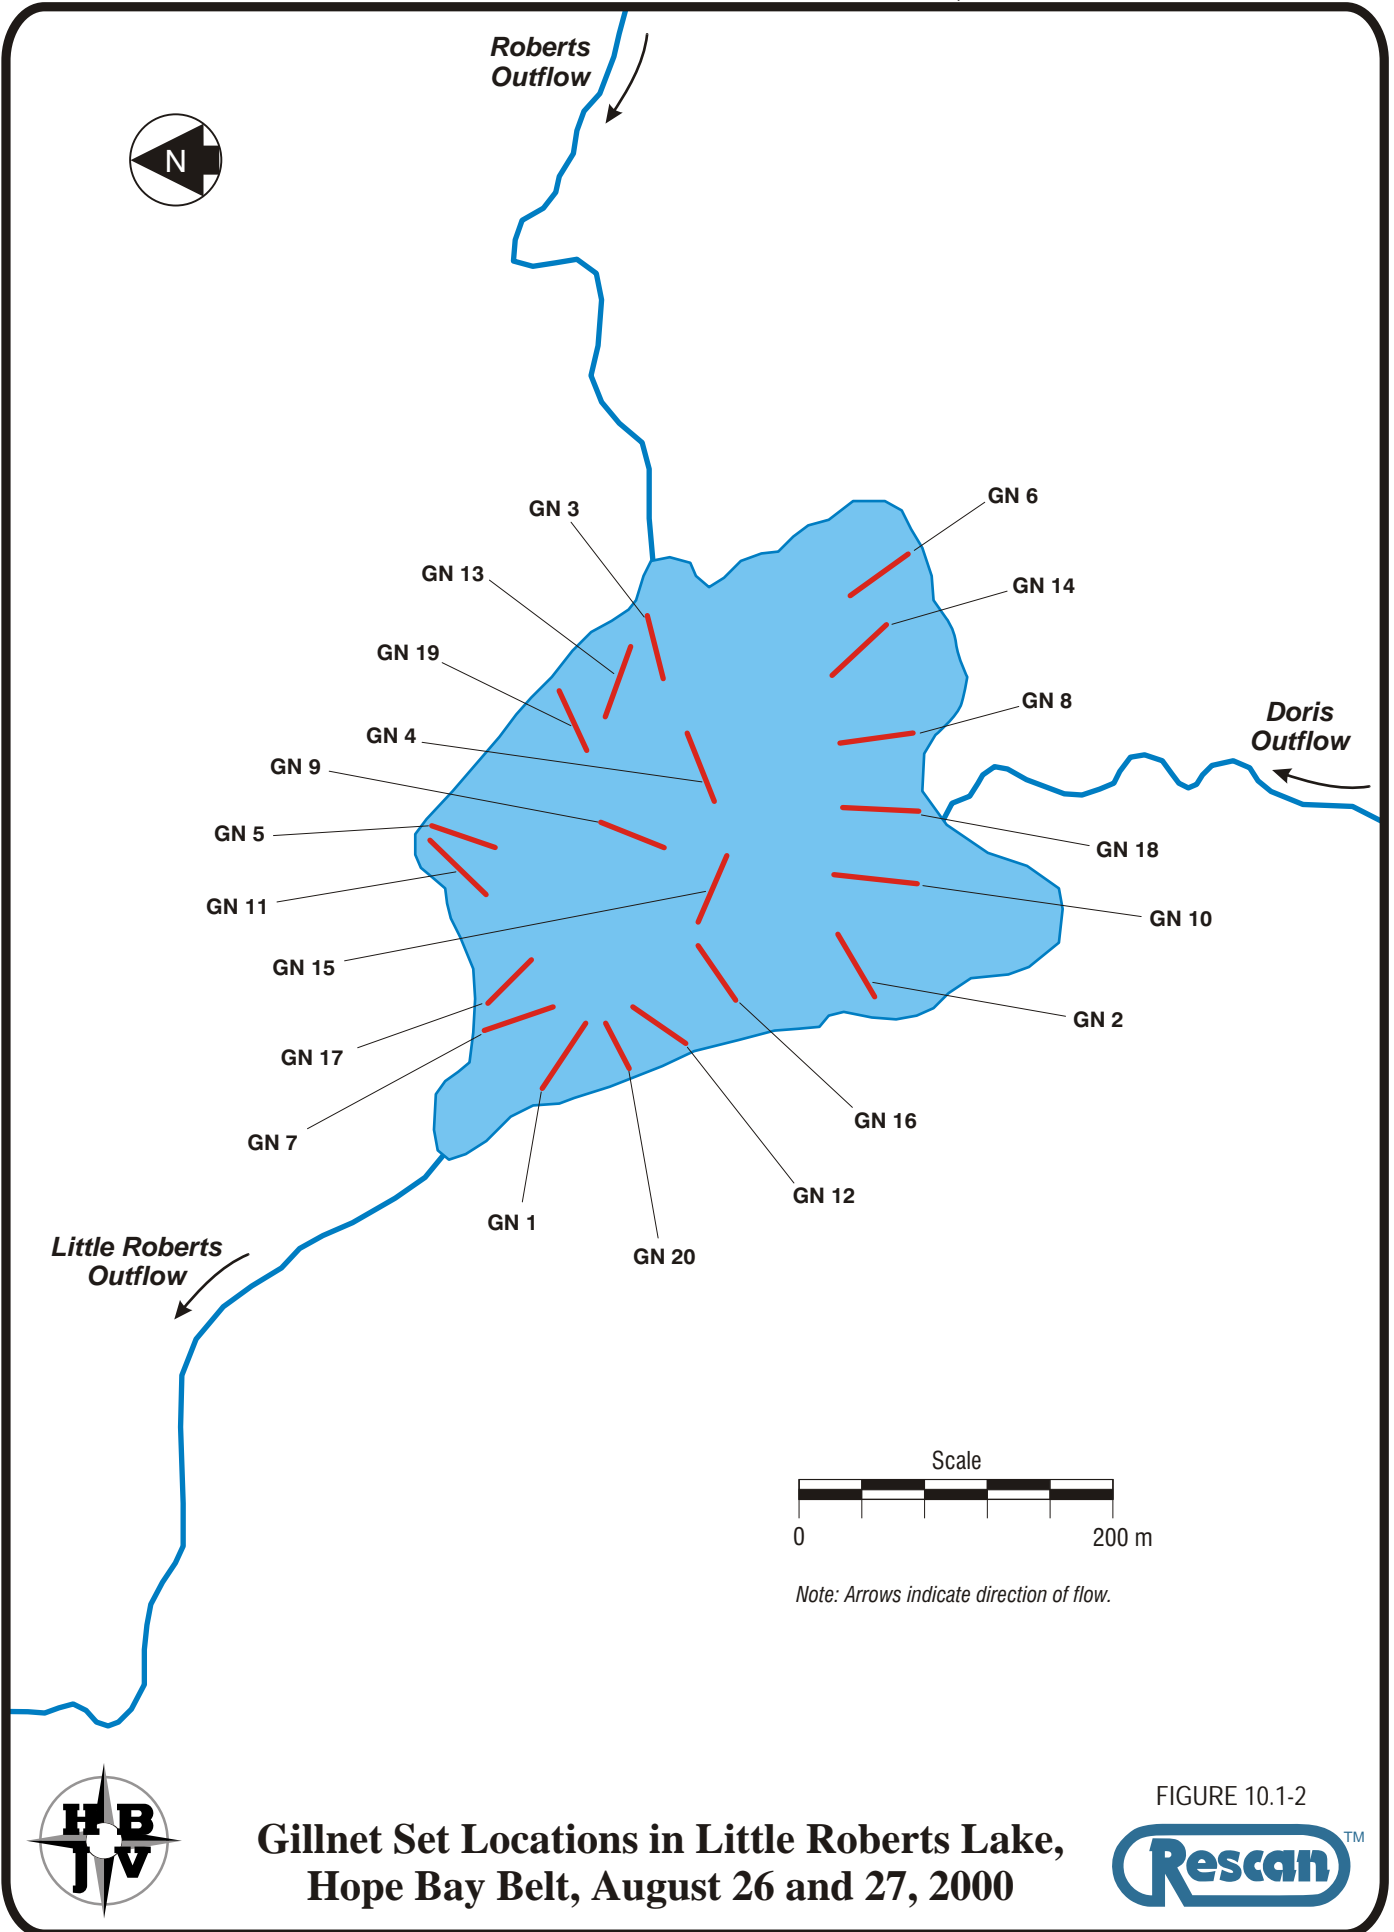 Roberts
Outflow
N
GN 6
GN 3
GN 13
GN 14
GN 19
GN 8
Doris
Outflow
GN 4
GN 9
GN 5
GN 18
GN 11
GN 10
GN 15
GN 2
GN 17
GN 16
GN 7
GN 12
GN 1
Little Roberts
Outflow
GN 20
Scale
0 200 m
Note: Arrows indicate direction of flow.
FIGURE 10.1-2
H B
J V
Gillnet Set Locations in Little Roberts Lake,
Hope Bay Belt, August 26 and 27, 2000
Rescan TM